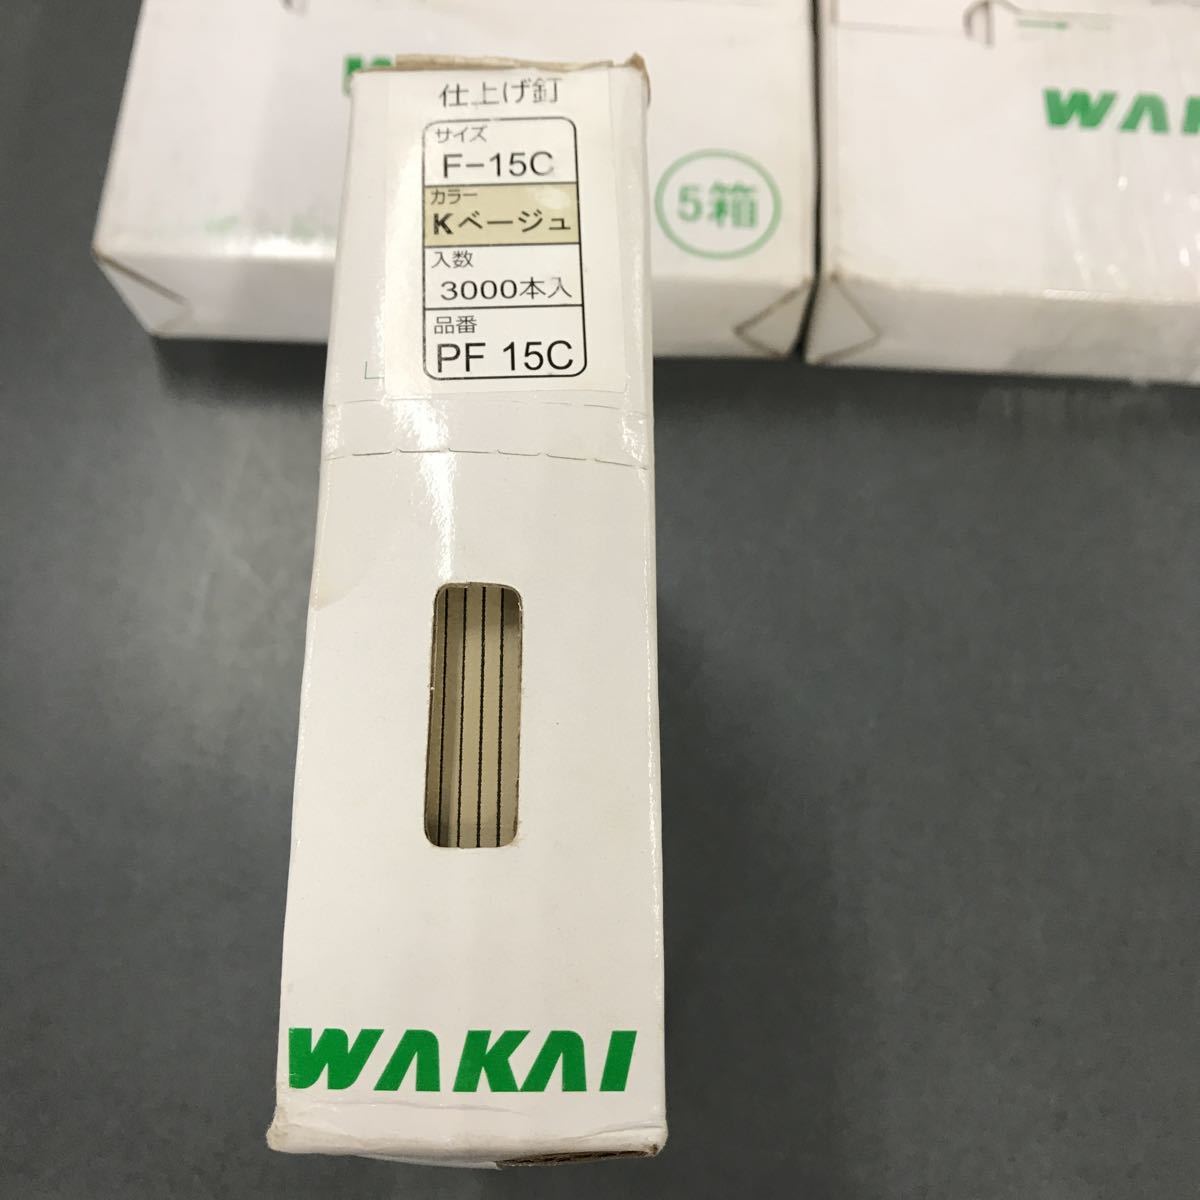 仕上げ釘
サイズ
F-15C
カラー
Kベージュ
入数
3000本入
品番
PF 15C
WAKAI
5箱